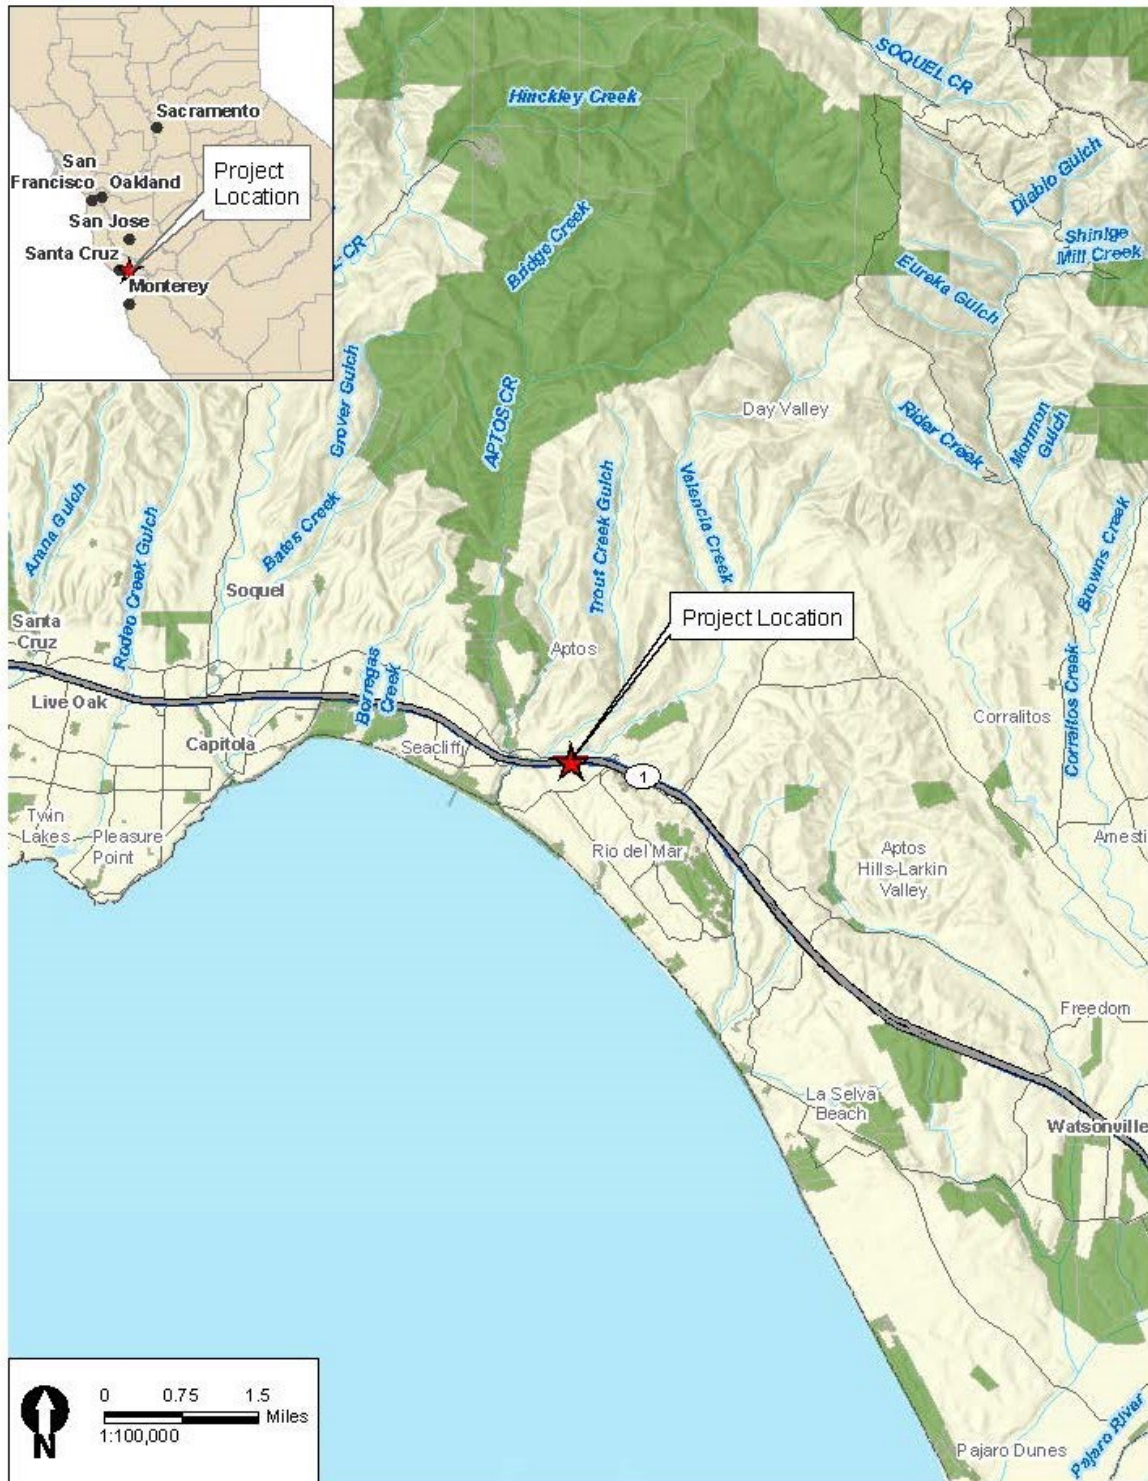 Sacramento
San
Francisco
Oakland
Project
Location
San Jose
Santa Cruz
Monterey
CR
Hinckley Creek
SOQUEL CR
Diablo Gulch
Bridge Creek
Shinlge
Mill Creek
Eureka Gulch
Grover Gulch
APTOS CR
Day Valley
Rider Creek
Mormon
Gulch
Arana Gulch
Rodeo Creek Gulch
Bates Creek
Trout Creek Gulch
Valencia Creek
Browns Creek
Soquel
Santa
Cruz
Project Location
Aptos
Borregas
Creek
Corralitos Creek
Live Oak
Capitola
Seacliff
Corralitos
1
Twin
Lakes
Pleasure
Point
Rio del Mar
Aptos
Hills-Larkin
Valley
Amesti
Freedom
La Selva
Beach
Watsonville
Pajaro Dunes
Pajaro River
N
0 0.75 1.5
Miles
1:100,000